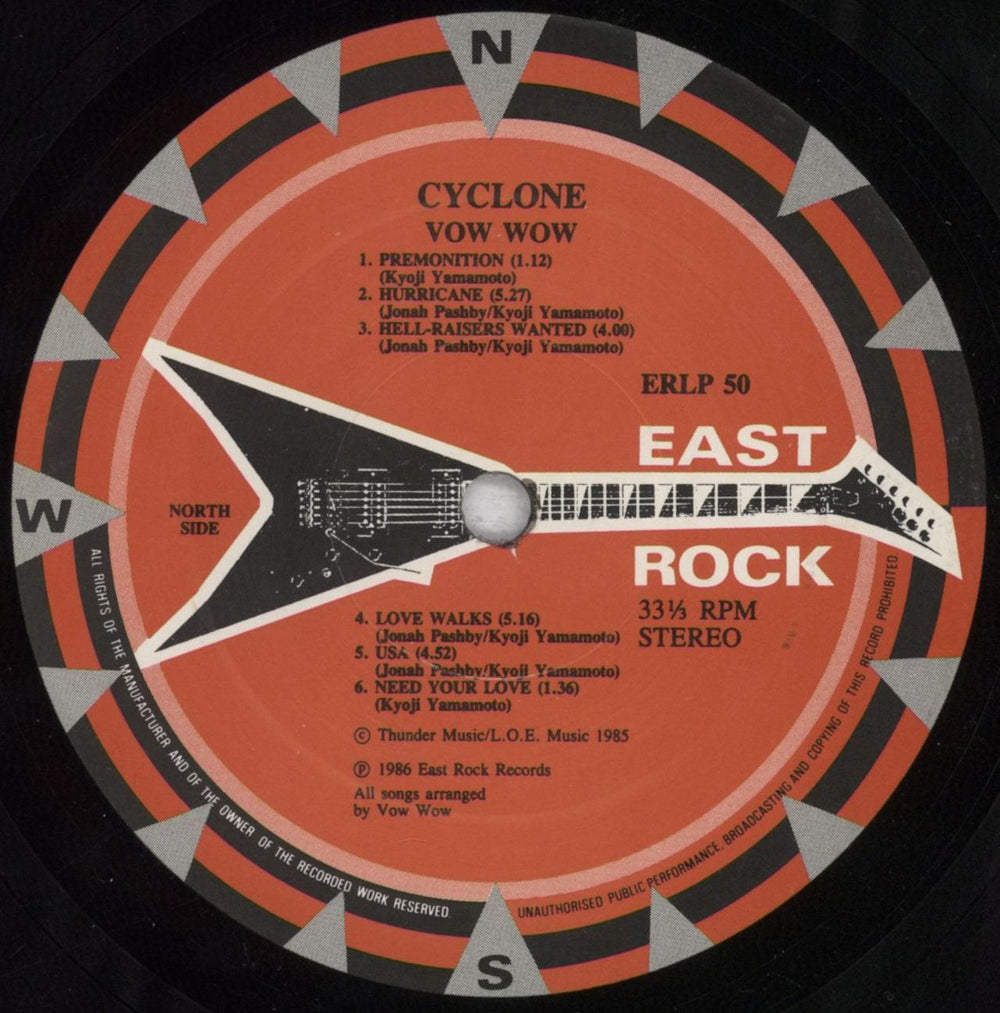 N
CYCLONE
VOW WOW
1. PREMONITION (1.12)
(Kyoji Yamamoto)
2. HURRICANE (5.27)
(Jonah Pashby/Kyoji Yamamoto)
3. HELL-RAISERS WANTED (4.00)
(Jonah Pashby/Kyoji Yamamoto)
ERLP 50
EAST
W
NORTH
SIDE
ROCK
33⅓ RPM
STEREO
4. LOVE WALKS (5.16)
(Jonah Pashby/Kyoji Yamamoto)
5. USA (4.52)
(Jonah Pashby/Kyoji Yamamoto)
6. NEED YOUR LOVE (1.36)
(Kyoji Yamamoto)
© Thunder Music/L.O.E. Music 1985
℗ 1986 East Rock Records
All songs arranged
by Vow Wow
ALL RIGHTS OF THE MANUFACTURER AND OF THE OWNER OF THE RECORDED WORK RESERVED.
UNAUTHORISED PUBLIC PERFORMANCE, BROADCASTING AND COPYING OF THIS RECORD PROHIBITED
S